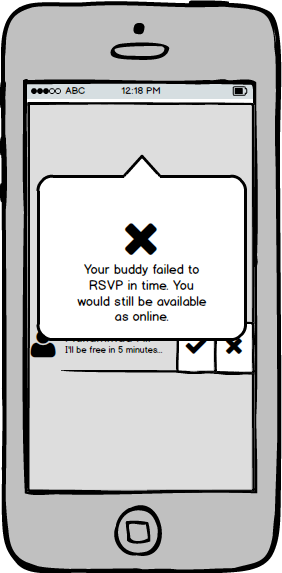 ABC 12:18 PM
Your buddy failed to
RSVP in time. You
would still be available
as online.
I'll be free in 5 minutes..